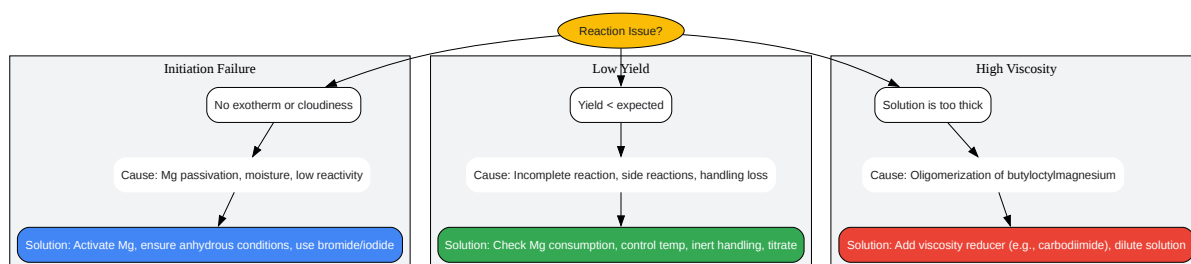 Reaction Issue?
Initiation Failure
No exotherm or cloudiness
Cause: Mg passivation, moisture, low reactivity
Solution: Activate Mg, ensure anhydrous conditions, use bromide/iodide
Low Yield
Yield < expected
Cause: Incomplete reaction, side reactions, handling loss
Solution: Check Mg consumption, control temp, inert handling, titrate
High Viscosity
Solution is too thick
Cause: Oligomerization of butyloctylmagnesium
Solution: Add viscosity reducer (e.g., carbodiimide), dilute solution